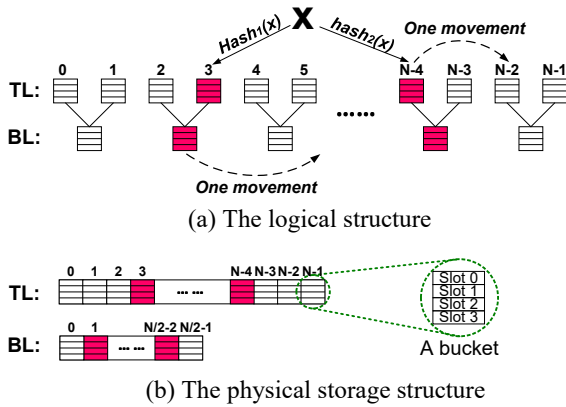 X
Hash1(x) hash2(x) One movement
0 1 2 3 4 5 N-4 N-3 N-2 N-1
TL:
......
BL:
One movement
(a) The logical structure
0 1 2 3 N-4 N-3 N-2 N-1
TL: ... ...
Slot 0
Slot 1
Slot 2
Slot 3
0 1 N/2-2 N/2-1
BL: ... ...
A bucket
(b) The physical storage structure